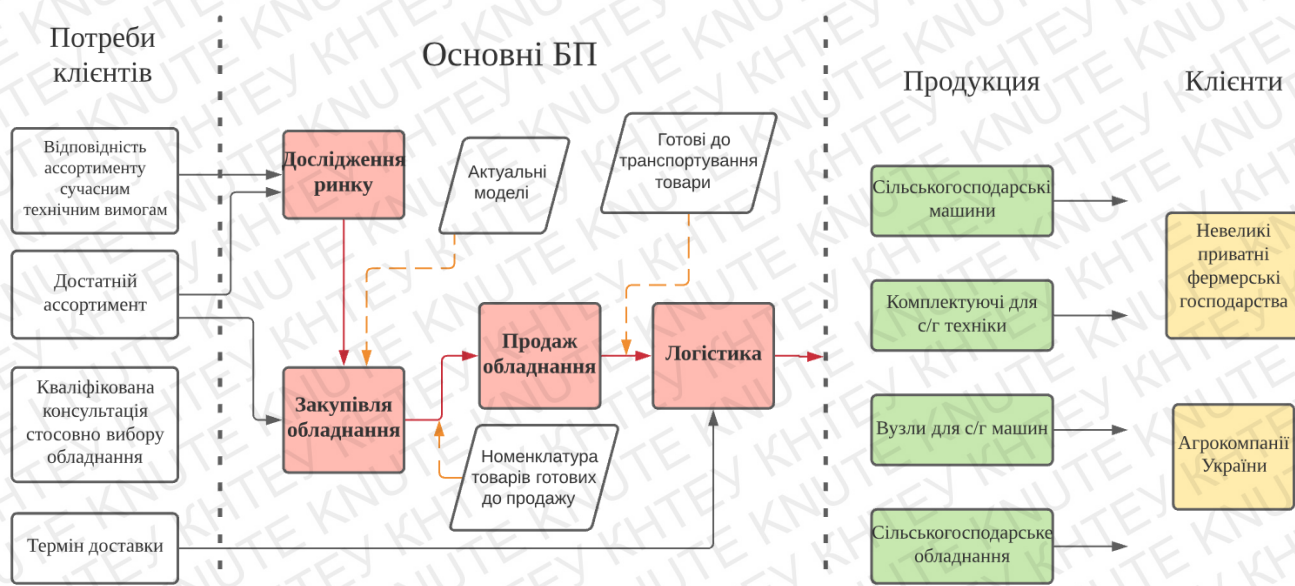 Потреби
клієнтів
Основні БП
Продукция
Клієнти
Відповідність
ассортименту
сучасним
технічним вимогам
Достатній
ассортимент
Кваліфікована
консультація
стосовно вибору
обладнання
Термін доставки
Дослідження
ринку
Актуальні
моделі
Готові до
транспортування
товари
Закупівля
обладнання
Продаж
обладнання
Логістика
Номенклатура
товарів готових
до продажу
Сільськогосподарські
машини
Комплектуючі для
с/г техніки
Вузли для с/г машин
Сільськогосподарське
обладнання
Невеликі
приватні
фермерські
господарства
Агрокомпанії
України
KNUTE КНТЕУ